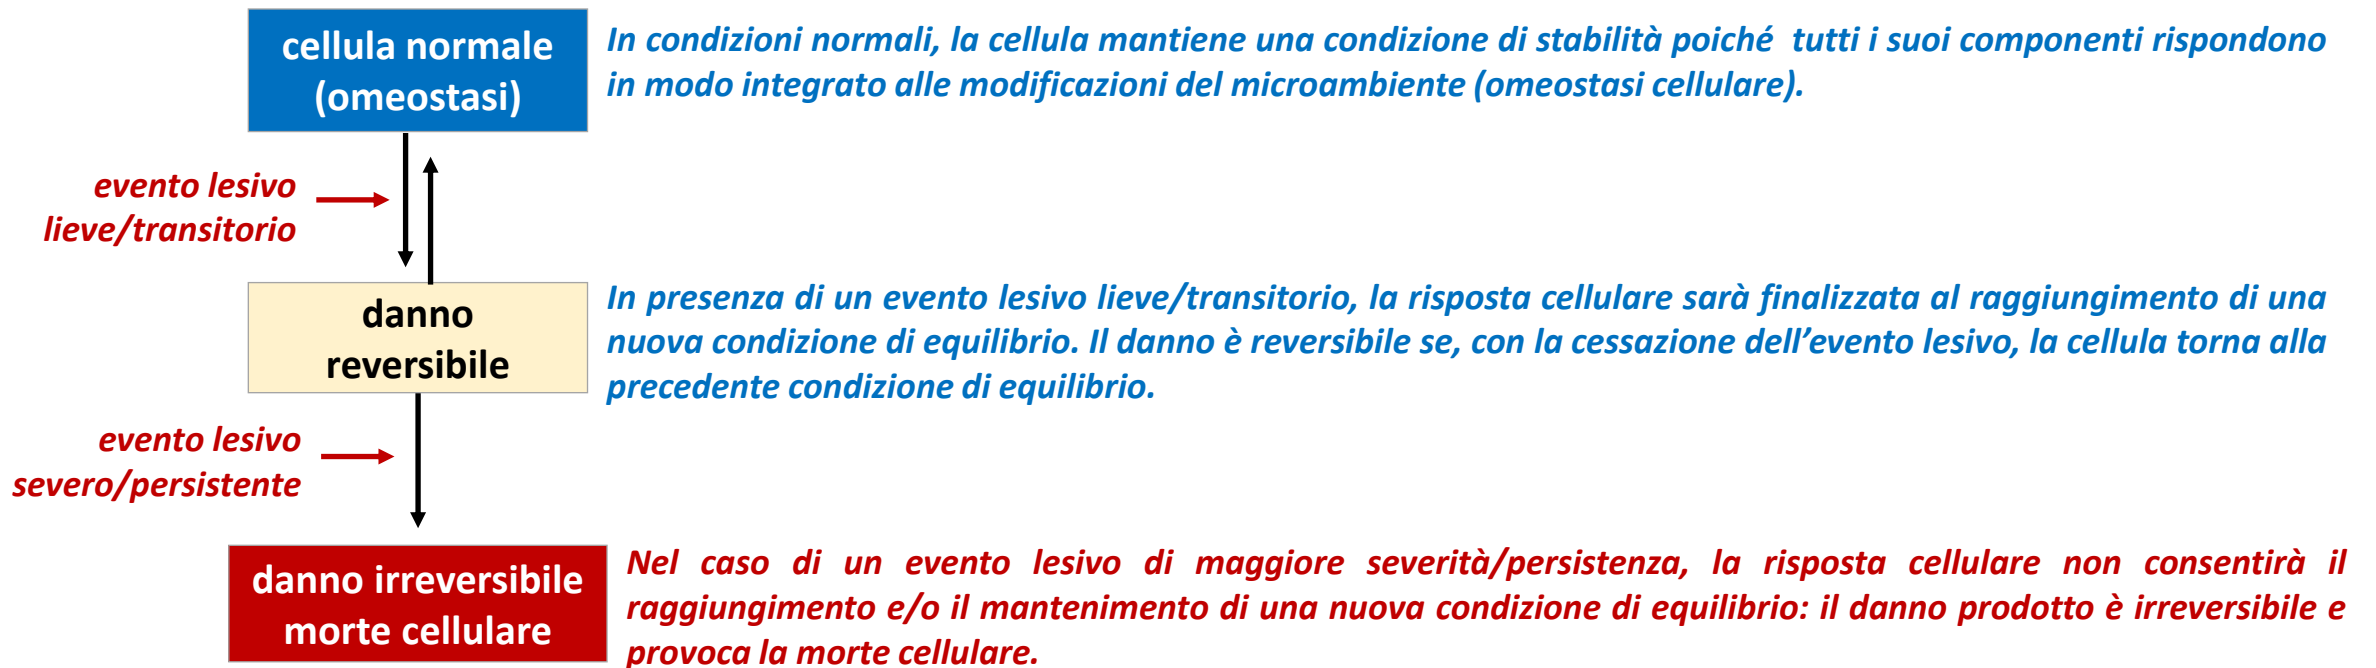 cellula normale
(omeostasi)
In condizioni normali, la cellula mantiene una condizione di stabilità poiché  tutti i suoi componenti rispondono
in modo integrato alle modificazioni del microambiente (omeostasi cellulare).
evento lesivo
lieve/transitorio
danno
reversibile
In presenza di un evento lesivo lieve/transitorio, la risposta cellulare sarà finalizzata al raggiungimento di una
nuova condizione di equilibrio. Il danno è reversibile se, con la cessazione dell’evento lesivo, la cellula torna alla
precedente condizione di equilibrio.
evento lesivo
severo/persistente
danno irreversibile
morte cellulare
Nel caso di un evento lesivo di maggiore severità/persistenza, la risposta cellulare non consentirà il
raggiungimento e/o il mantenimento di una nuova condizione di equilibrio: il danno prodotto è irreversibile e
provoca la morte cellulare.